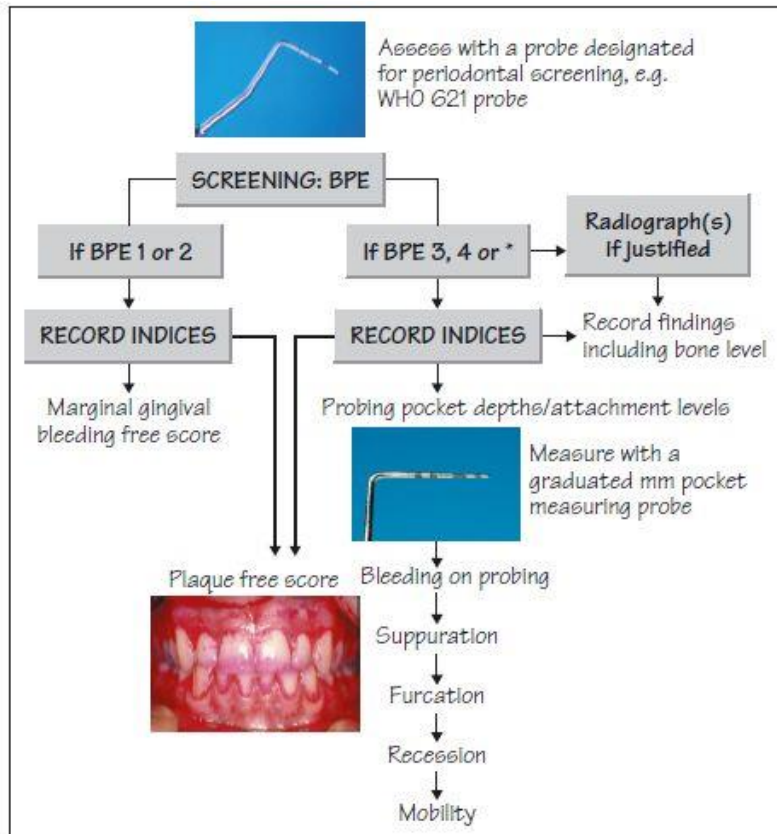 Assess with a probe designated
for periodontal screening, e.g.
WHO 621 probe
SCREENING: BPE
If BPE 1 or 2
If BPE 3, 4 or *
Radiograph(s)
if justified
RECORD INDICES
RECORD INDICES
Record findings
including bone level
Marginal gingival
bleeding free score
Probing pocket depths/attachment levels
Measure with a
graduated mm pocket
measuring probe
Plaque free score
Bleeding on probing
Suppuration
Furcation
Recession
Mobility